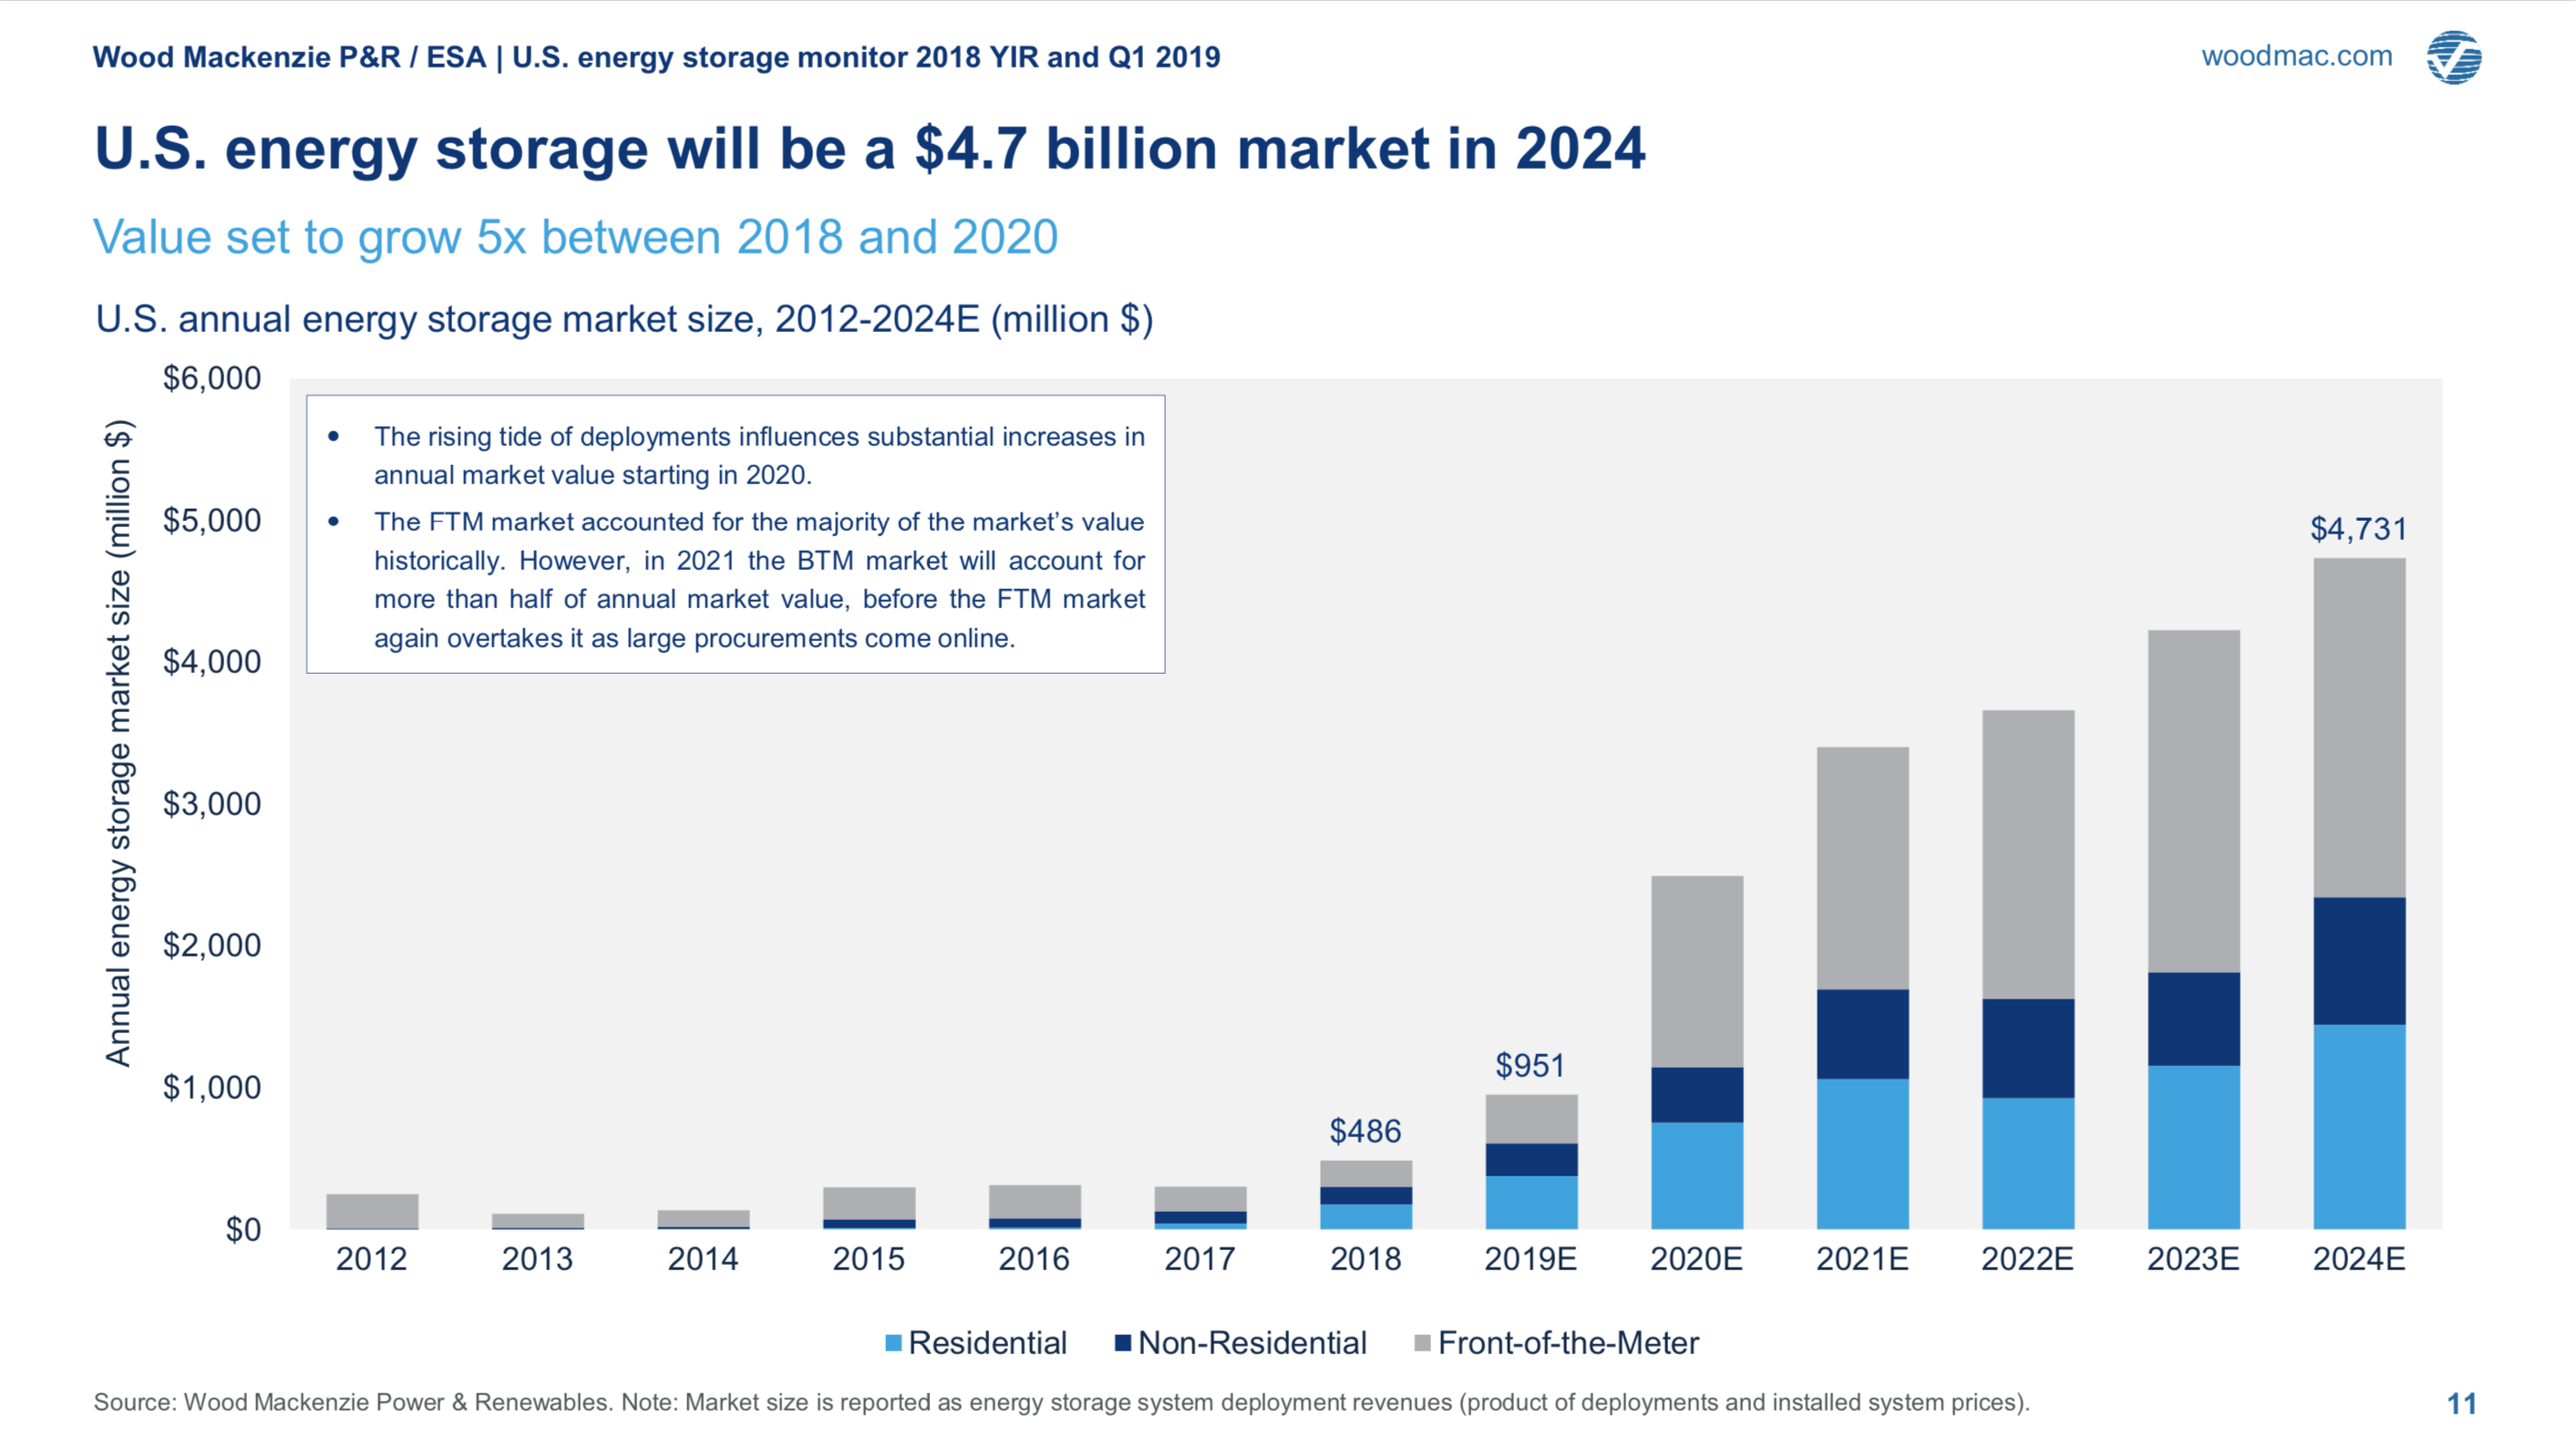 Wood Mackenzie P&R / ESA | U.S. energy storage monitor 2018 YIR and Q1 2019
woodmac.com
U.S. energy storage will be a $4.7 billion market in 2024
Value set to grow 5x between 2018 and 2020
U.S. annual energy storage market size, 2012-2024E (million $)
Annual energy storage market size (million $)
$6,000
$5,000
$4,000
$3,000
$2,000
$1,000
$0
• The rising tide of deployments influences substantial increases in
annual market value starting in 2020.
• The FTM market accounted for the majority of the market’s value
historically. However, in 2021 the BTM market will account for
more than half of annual market value, before the FTM market
again overtakes it as large procurements come online.
$486
$951
$4,731
2012 2013 2014 2015 2016 2017 2018 2019E 2020E 2021E 2022E 2023E 2024E
Residential Non-Residential Front-of-the-Meter
Source: Wood Mackenzie Power & Renewables. Note: Market size is reported as energy storage system deployment revenues (product of deployments and installed system prices).
11